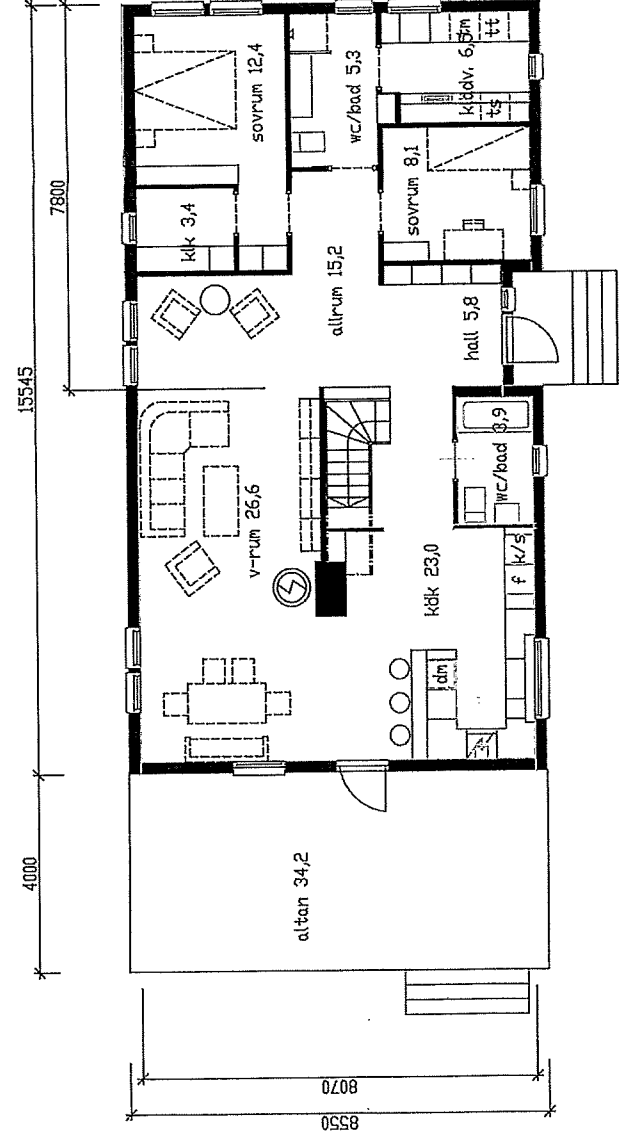 sovrum 12,4
wc/bad 5,3
klddv. 6,5
tm
tt
ts
sovrum 8,1
klk 3,4
allrum 15,2
hall 5,8
7800
15545
wc/bad 3,9
v-rum 26,6
kök 23,0
f
k/s
dm
altan 34,2
4000
8070
8550